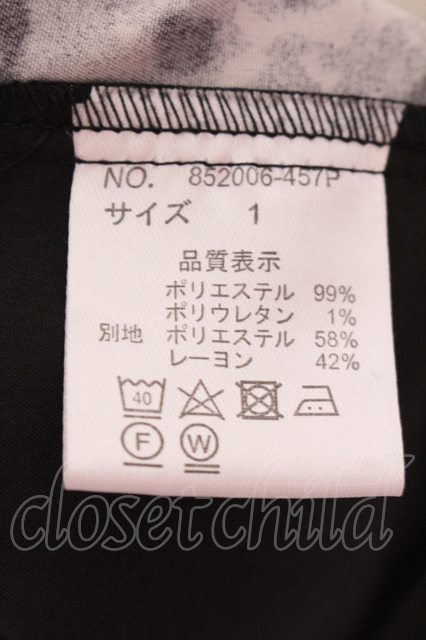 NO. 852006-457P
サイズ 1
品質表示
ポリエステル 99%
ポリウレタン 1%
別地 ポリエステル 58%
レーヨン 42%
40
F W
closet child